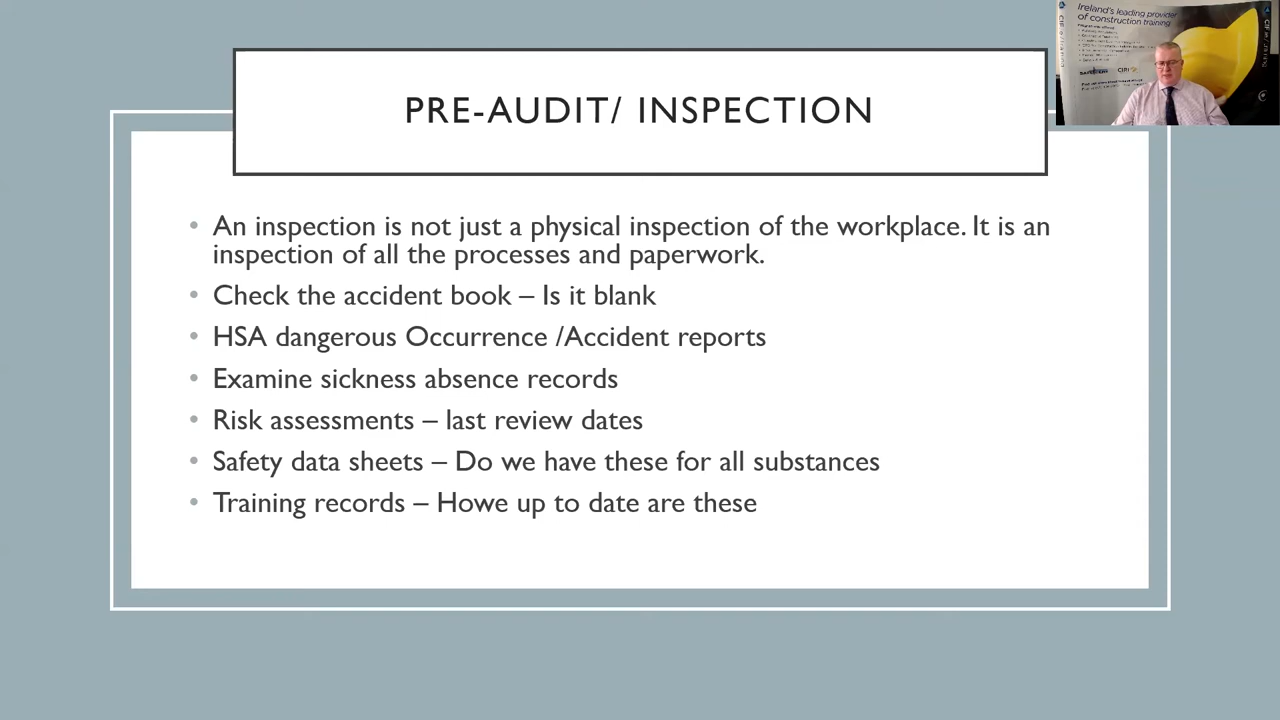 PRE-AUDIT/ INSPECTION
Ireland's leading provider
of construction training
CIRI
• An inspection is not just a physical inspection of the workplace. It is an
inspection of all the processes and paperwork.
• Check the accident book – Is it blank
• HSA dangerous Occurrence /Accident reports
• Examine sickness absence records
• Risk assessments – last review dates
• Safety data sheets – Do we have these for all substances
• Training records – Howe up to date are these